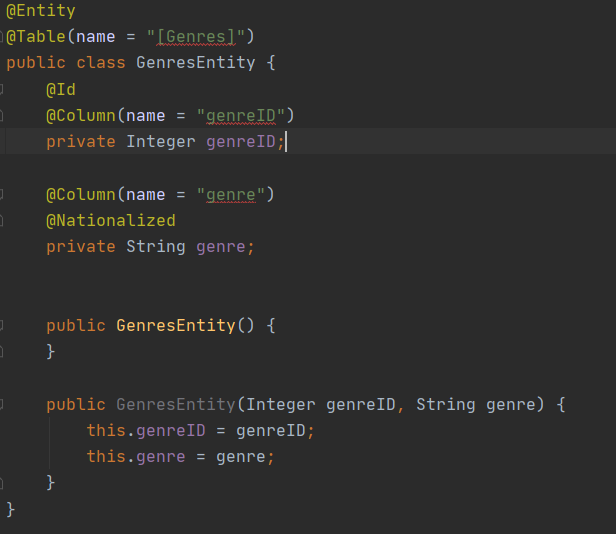 @Entity
@Table(name = "[Genres]")
public class GenresEntity {
    @Id
    @Column(name = "genreID")
    private Integer genreID;
    @Column(name = "genre")
    @Nationalized
    private String genre;
    public GenresEntity() {
    }
    public GenresEntity(Integer genreID, String genre) {
        this.genreID = genreID;
        this.genre = genre;
    }
}